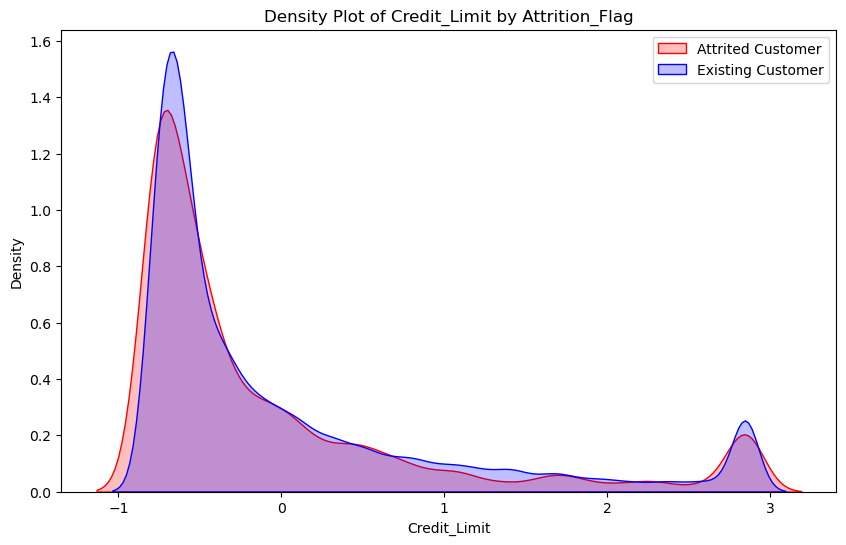 Density Plot of Credit_Limit by Attrition_Flag
Attrited Customer
Existing Customer
1.6
1.4
1.2
1.0
0.8
0.6
0.4
0.2
0.0
Density
−1
0
1
2
3
Credit_Limit